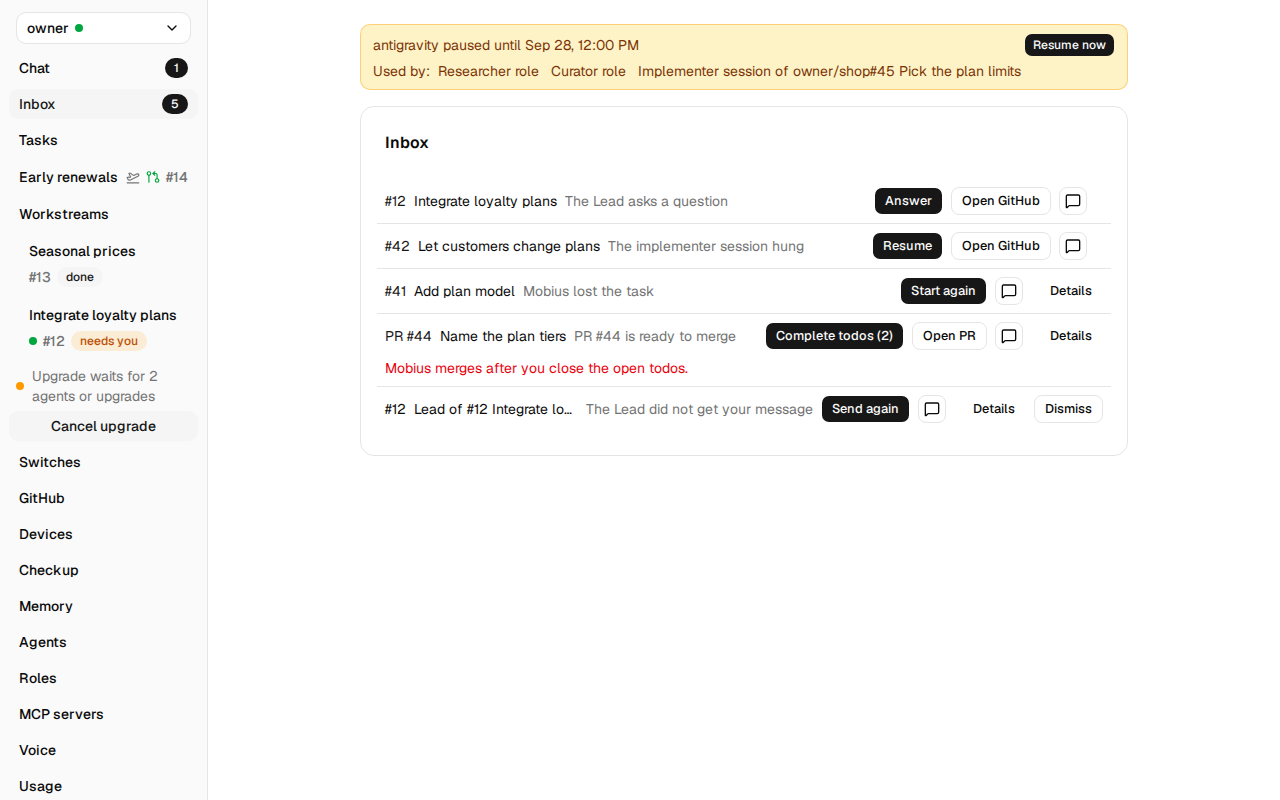 owner
Chat 1
Inbox 5
Tasks
Early renewals #14
Workstreams
Seasonal prices
#13 done
Integrate loyalty plans
#12 needs you
Upgrade waits for 2
agents or upgrades
Cancel upgrade
Switches
GitHub
Devices
Checkup
Memory
Agents
Roles
MCP servers
Voice
Usage
antigravity paused until Sep 28, 12:00 PM Resume now
Used by: Researcher role Curator role Implementer session of owner/shop#45 Pick the plan limits
Inbox
#12 Integrate loyalty plans The Lead asks a question Answer Open GitHub
#42 Let customers change plans The implementer session hung Resume Open GitHub
#41 Add plan model Mobius lost the task Start again Details
PR #44 Name the plan tiers PR #44 is ready to merge Complete todos (2) Open PR Details
Mobius merges after you close the open todos.
#12 Lead of #12 Integrate lo... The Lead did not get your message Send again Details Dismiss